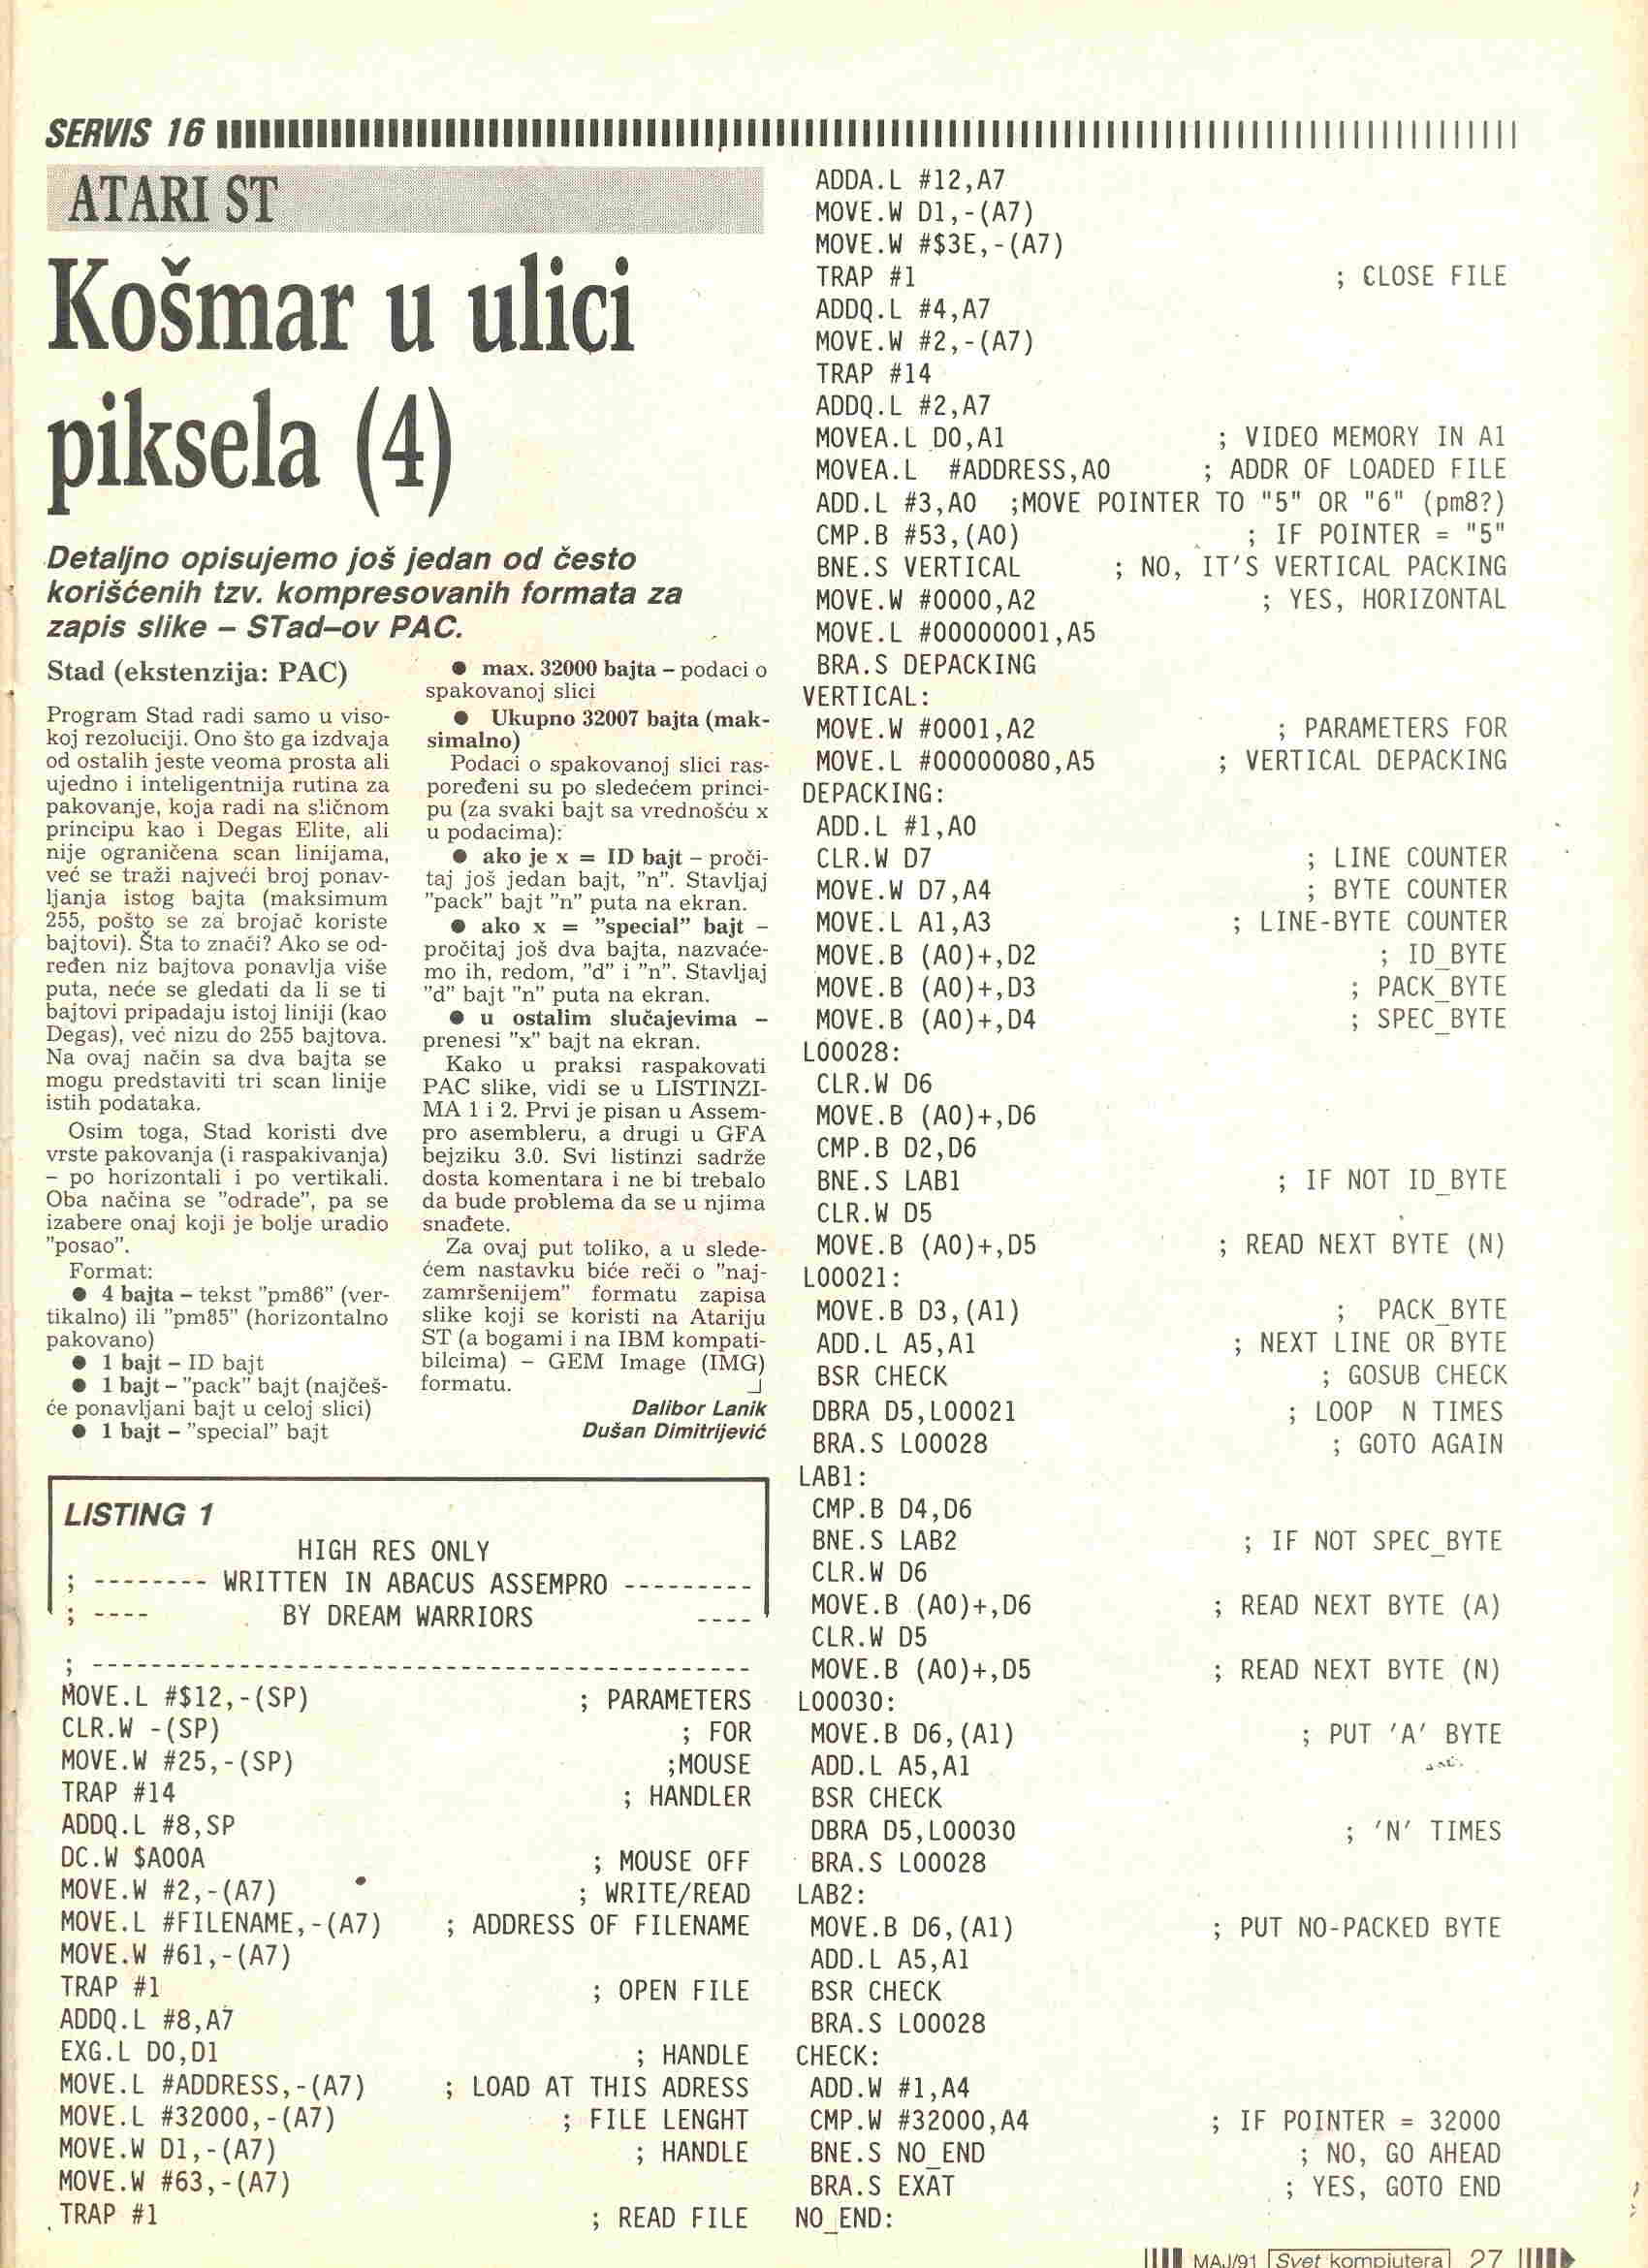 SERVIS 16
ATARI ST
Košmar u ulici
piksela (4)
Detaljno opisujemo još jedan od često
korišćenih tzv. kompresovanih formata za
zapis slike – STad–ov PAC.
Stad (ekstenzija: PAC)
Program Stad radi samo u viso-
koj rezoluciji. Ono što ga izdvaja
od ostalih jeste veoma prosta ali
ujedno i inteligentnija rutina za
pakovanje, koja radi na sličnom
principu kao i Degas Elite, ali
nije ograničena scan linijama,
već se traži najveći broj ponav-
ljanja istog bajta (maksimum
255, pošto se za brojač koriste
bajtovi). Šta to znači? Ako se od-
ređen niz bajtova ponavlja više
puta, neće se gledati da li se ti
bajtovi pripadaju istoj liniji (kao
Degas), već nizu do 255 bajtova.
Na ovaj način sa dva bajta se
mogu predstaviti tri scan linije
istih podataka.
Osim toga, Stad koristi dve
vrste pakovanja (i raspakivanja)
– po horizontali i po vertikali.
Oba načina se "odrade", pa se
izabere onaj koji je bolje uradio
"posao".
Format:
● 4 bajta – tekst "pm86" (ver-
tikalno) ili "pm85" (horizontalno
pakovano)
● 1 bajt – ID bajt
● 1 bajt – "pack" bajt (najčeš-
će ponavljani bajt u celoj slici)
● 1 bajt – "special" bajt
● max. 32000 bajta – podaci o
spakovanoj slici
● Ukupno 32007 bajta (mak-
simalno)
Podaci o spakovanoj slici ras-
poređeni su po sledećem princi-
pu (za svaki bajt sa vrednošću x
u podacima):
● ako je x = ID bajt – proči-
taj još jedan bajt, "n". Stavljaj
"pack" bajt "n" puta na ekran.
● ako x = "special" bajt –
pročitaj još dva bajta, nazvaće-
mo ih, redom, "d" i "n". Stavljaj
"d" bajt "n" puta na ekran.
● u ostalim slučajevima –
prenesi "x" bajt na ekran.
Kako u praksi raspakovati
PAC slike, vidi se u LISTINZI-
MA 1 i 2. Prvi je pisan u Assem-
pro asembleru, a drugi u GFA
bejziku 3.0. Svi listinzi sadrže
dosta komentara i ne bi trebalo
da bude problema da se u njima
snađete.
Za ovaj put toliko, a u slede-
ćem nastavku biće reči o "naj-
zamršenijem" formatu zapisa
slike koji se koristi na Atariju
ST (a bogami i na IBM kompati-
bilcima) – GEM Image (IMG)
formatu.
Dalibor Lanik
Dušan Dimitrijević
LISTING 1
HIGH RES ONLY
; -------- WRITTEN IN ABACUS ASSEMPRO ---------
; ---- BY DREAM WARRIORS ----
; ---------------------------------------------
MOVE.L #$12,-(SP) ; PARAMETERS
CLR.W -(SP) ; FOR
MOVE.W #25,-(SP) ;MOUSE
TRAP #14 ; HANDLER
ADDQ.L #8,SP
DC.W $A00A ; MOUSE OFF
MOVE.W #2,-(A7) ; WRITE/READ
MOVE.L #FILENAME,-(A7) ; ADDRESS OF FILENAME
MOVE.W #61,-(A7)
TRAP #1 ; OPEN FILE
ADDQ.L #8,A7
EXG.L D0,D1 ; HANDLE
MOVE.L #ADDRESS,-(A7) ; LOAD AT THIS ADRESS
MOVE.L #32000,-(A7) ; FILE LENGHT
MOVE.W D1,-(A7) ; HANDLE
MOVE.W #63,-(A7)
TRAP #1 ; READ FILE
ADDA.L #12,A7
MOVE.W D1,-(A7)
MOVE.W #$3E,-(A7)
TRAP #1 ; CLOSE FILE
ADDQ.L #4,A7
MOVE.W #2,-(A7)
TRAP #14
ADDQ.L #2,A7
MOVEA.L D0,A1 ; VIDEO MEMORY IN A1
MOVEA.L #ADDRESS,A0 ; ADDR OF LOADED FILE
ADD.L #3,A0 ;MOVE POINTER TO "5" OR "6" (pm8?)
CMP.B #53,(A0) ; IF POINTER = "5"
BNE.S VERTICAL ; NO, IT'S VERTICAL PACKING
MOVE.W #0000,A2 ; YES, HORIZONTAL
MOVE.L #00000001,A5
BRA.S DEPACKING
VERTICAL:
MOVE.W #0001,A2 ; PARAMETERS FOR
MOVE.L #00000080,A5 ; VERTICAL DEPACKING
DEPACKING:
ADD.L #1,A0
CLR.W D7 ; LINE COUNTER
MOVE.W D7,A4 ; BYTE COUNTER
MOVE.L A1,A3 ; LINE-BYTE COUNTER
MOVE.B (A0)+,D2 ; ID_BYTE
MOVE.B (A0)+,D3 ; PACK_BYTE
MOVE.B (A0)+,D4 ; SPEC_BYTE
L00028:
CLR.W D6
MOVE.B (A0)+,D6
CMP.B D2,D6
BNE.S LAB1 ; IF NOT ID_BYTE
CLR.W D5
MOVE.B (A0)+,D5 ; READ NEXT BYTE (N)
L00021:
MOVE.B D3,(A1) ; PACK_BYTE
ADD.L A5,A1 ; NEXT LINE OR BYTE
BSR CHECK ; GOSUB CHECK
DBRA D5,L00021 ; LOOP N TIMES
BRA.S L00028 ; GOTO AGAIN
LAB1:
CMP.B D4,D6
BNE.S LAB2 ; IF NOT SPEC_BYTE
CLR.W D6
MOVE.B (A0)+,D6 ; READ NEXT BYTE (A)
CLR.W D5
MOVE.B (A0)+,D5 ; READ NEXT BYTE (N)
L00030:
MOVE.B D6,(A1) ; PUT 'A' BYTE
ADD.L A5,A1
BSR CHECK
DBRA D5,L00030 ; 'N' TIMES
BRA.S L00028
LAB2:
MOVE.B D6,(A1) ; PUT NO-PACKED BYTE
ADD.L A5,A1
BSR CHECK
BRA.S L00028
CHECK:
ADD.W #1,A4
CMP.W #32000,A4 ; IF POINTER = 32000
BNE.S NO_END ; NO, GO AHEAD
BRA.S EXAT ; YES, GOTO END
NO_END:
MAJ/91 Svet kompjutera 27